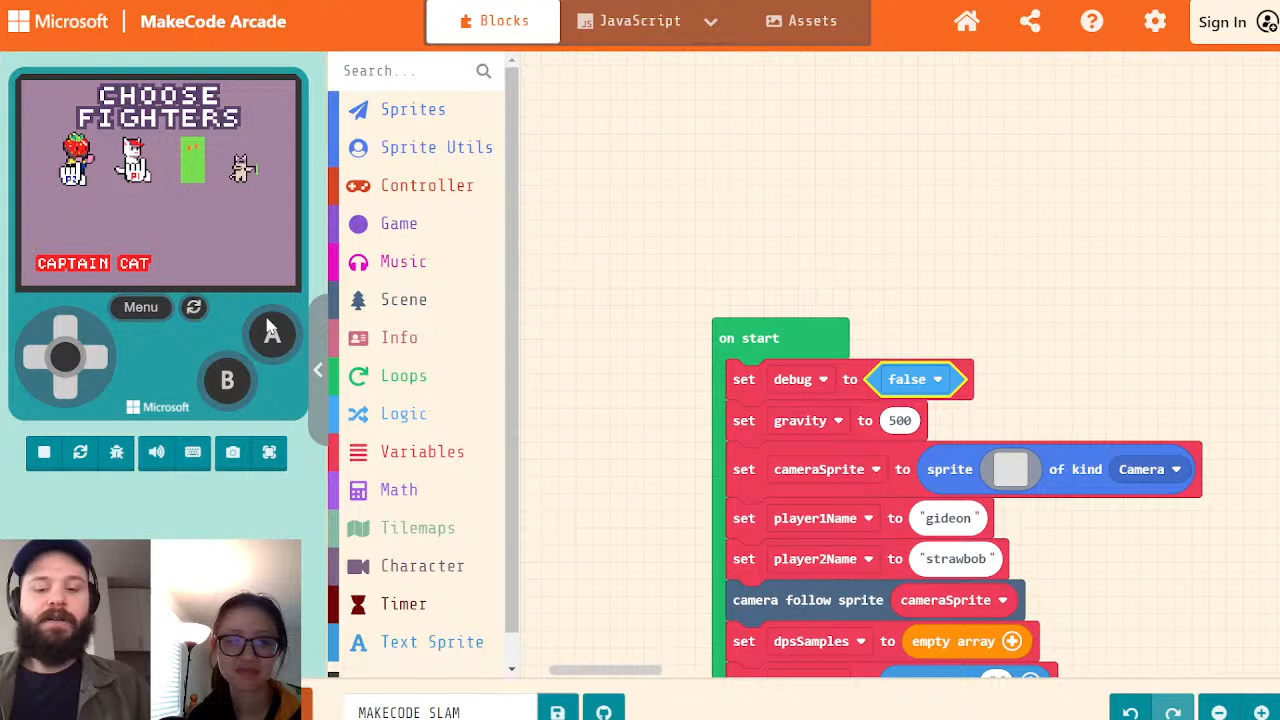 Microsoft | MakeCode Arcade
Blocks
JS JavaScript
Assets
Sign In
CHOOSE
FIGHTERS
P2
P1
CAPTAIN CAT
Menu
A
B
Microsoft
Search...
Sprites
Sprite Utils
Controller
Game
Music
Scene
Info
Loops
Logic
Variables
Math
Tilemaps
Character
Timer
Text Sprite
on start
set debug to false
set gravity to 500
set cameraSprite to sprite of kind Camera
set player1Name to "gideon"
set player2Name to "strawbob"
camera follow sprite cameraSprite
set dpsSamples to empty array
MAKECODE SLAM